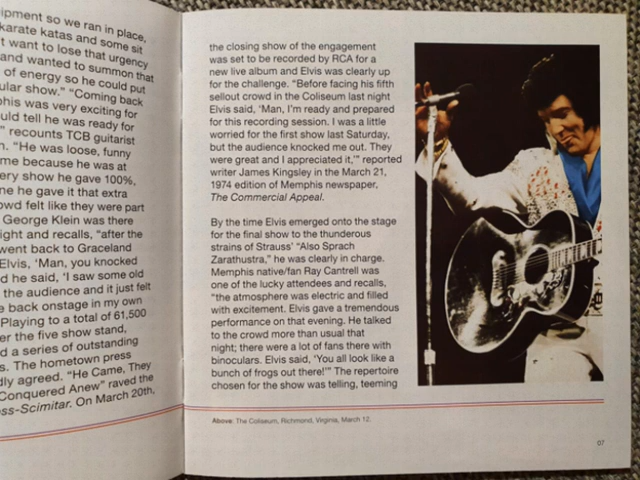 ipment so we ran in place,
karate katas and some sit
t want to lose that urgency
and wanted to summon that
of energy so he could put
ular show." "Coming back
phis was very exciting for
uld tell he was ready for
" recounts TCB guitarist
n. "He was loose, funny
me because he was at
ery show he gave 100%,
ne he gave it that extra
owd felt like they were part
George Klein was there
ight and recalls, "after the
went back to Graceland
Elvis, 'Man, you knocked
d he said, 'I saw some old
the audience and it just felt
e back onstage in my own
Playing to a total of 61,500
er the five show stand,
d a series of outstanding
s. The hometown press
dly agreed. "He Came, They
Conquered Anew" raved the
ss-Scimitar. On March 20th,
the closing show of the engagement
was set to be recorded by RCA for a
new live album and Elvis was clearly up
for the challenge. "Before facing his fifth
sellout crowd in the Coliseum last night
Elvis said, 'Man, I'm ready and prepared
for this recording session. I was a little
worried for the first show last Saturday,
but the audience knocked me out. They
were great and I appreciated it,'" reported
writer James Kingsley in the March 21,
1974 edition of Memphis newspaper,
The Commercial Appeal.
By the time Elvis emerged onto the stage
for the final show to the thunderous
strains of Strauss' "Also Sprach
Zarathustra," he was clearly in charge.
Memphis native/fan Ray Cantrell was
one of the lucky attendees and recalls,
"the atmosphere was electric and filled
with excitement. Elvis gave a tremendous
performance on that evening. He talked
to the crowd more than usual that
night; there were a lot of fans there with
binoculars. Elvis said, 'You all look like a
bunch of frogs out there!'" The repertoire
chosen for the show was telling, teeming
Above: The Coliseum, Richmond, Virginia, March 12.
07